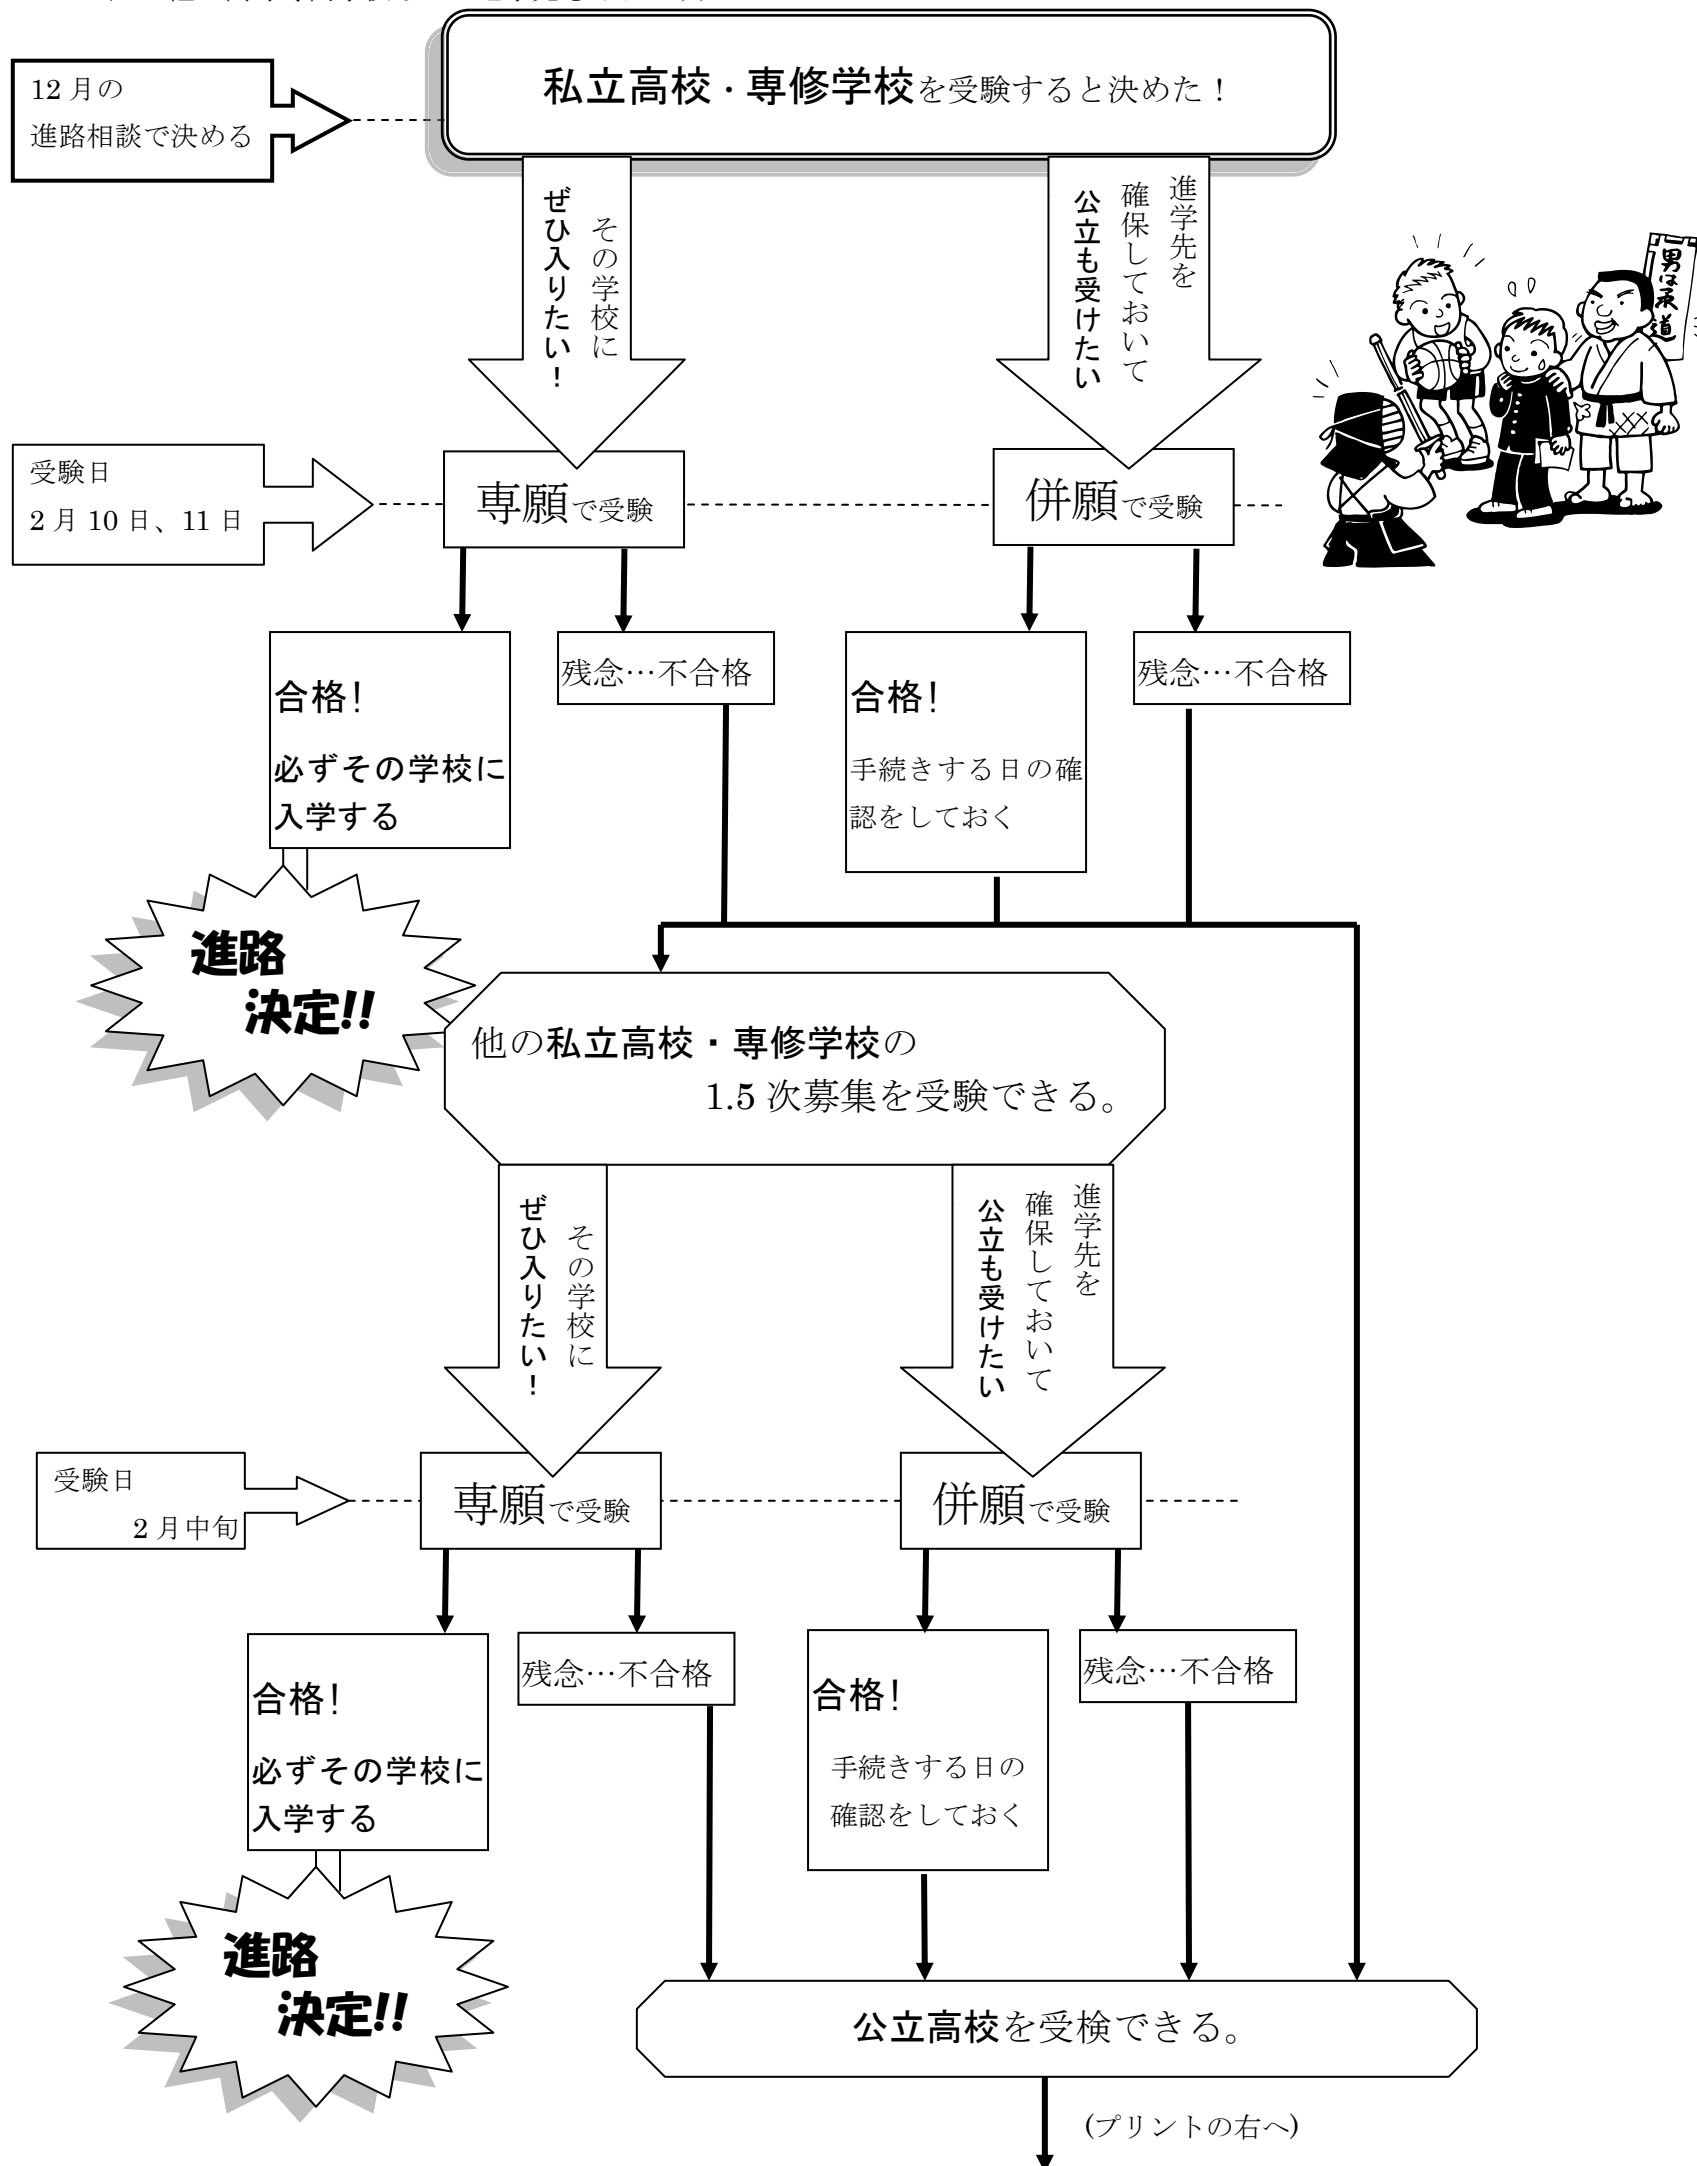 私立高校・専修学校を受験すると決めた！
12月の
進路相談で決める
その学校に
ぜひ入りたい！
進学先を
確保しておいて
公立も受けたい
男は柔道
受験日
2月10日、11日
専願で受験
併願で受験
合格！
必ずその学校に
入学する
残念…不合格
合格！
手続きする日の確
認をしておく
残念…不合格
進路
決定!!
他の私立高校・専修学校の
1.5次募集を受験できる。
その学校に
ぜひ入りたい！
進学先を
確保しておいて
公立も受けたい
受験日
2月中旬
専願で受験
併願で受験
合格！
必ずその学校に
入学する
残念…不合格
合格！
手続きする日の
確認をしておく
残念…不合格
進路
決定!!
公立高校を受検できる。
(プリントの右へ)